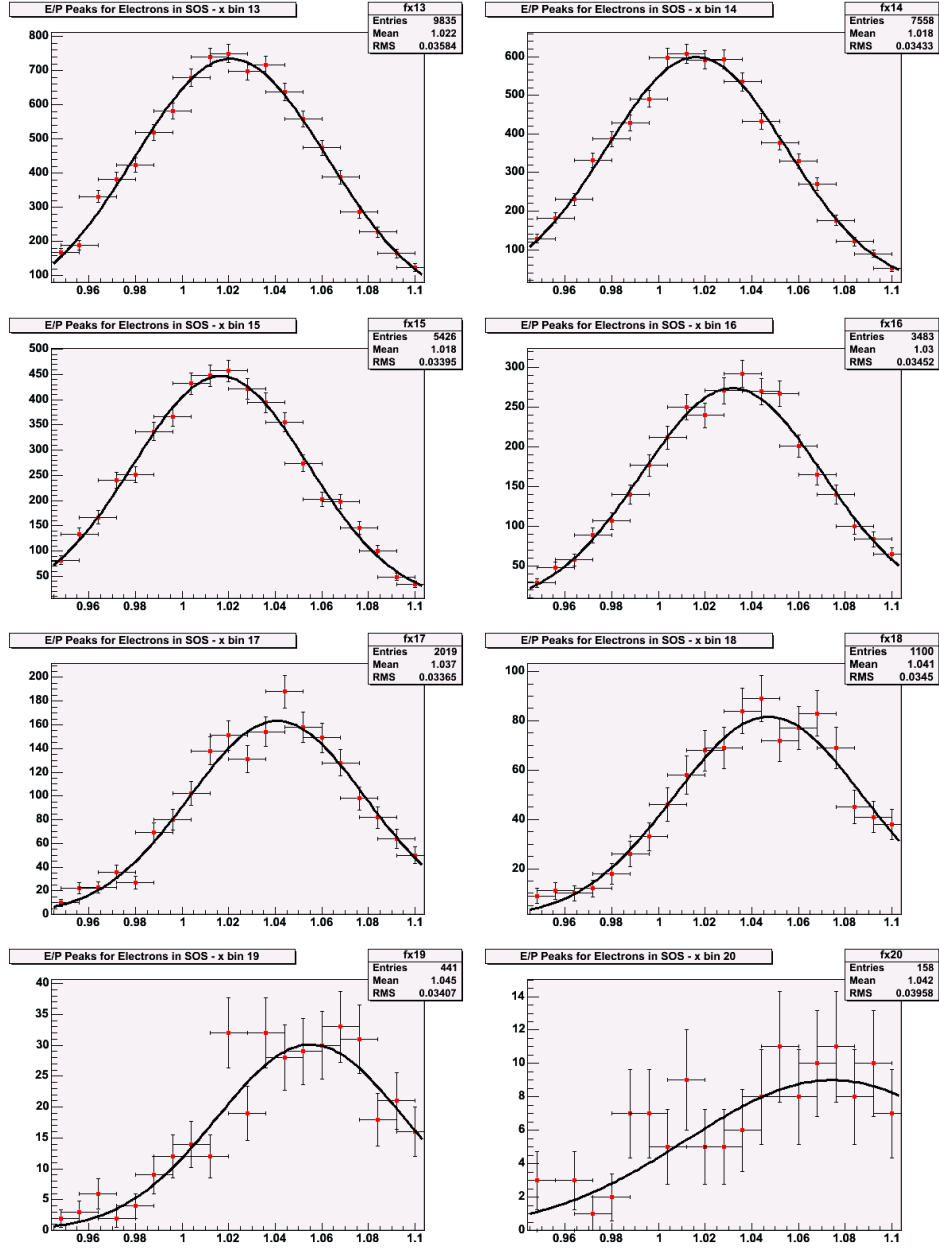 E/P Peaks for Electrons in SOS - x bin 13
fx13
Entries 9835
Mean 1.022
RMS 0.03584
800
700
600
500
400
300
200
100
0.96 0.98 1 1.02 1.04 1.06 1.08 1.1
E/P Peaks for Electrons in SOS - x bin 14
fx14
Entries 7558
Mean 1.018
RMS 0.03433
600
500
400
300
200
100
0.96 0.98 1 1.02 1.04 1.06 1.08 1.1
E/P Peaks for Electrons in SOS - x bin 15
fx15
Entries 5426
Mean 1.018
RMS 0.03395
500
450
400
350
300
250
200
150
100
50
0.96 0.98 1 1.02 1.04 1.06 1.08 1.1
E/P Peaks for Electrons in SOS - x bin 16
fx16
Entries 3483
Mean 1.03
RMS 0.03452
300
250
200
150
100
50
0.96 0.98 1 1.02 1.04 1.06 1.08 1.1
E/P Peaks for Electrons in SOS - x bin 17
fx17
Entries 2019
Mean 1.037
RMS 0.03365
200
180
160
140
120
100
80
60
40
20
0
0.96 0.98 1 1.02 1.04 1.06 1.08 1.1
E/P Peaks for Electrons in SOS - x bin 18
fx18
Entries 1100
Mean 1.041
RMS 0.0345
100
80
60
40
20
0.96 0.98 1 1.02 1.04 1.06 1.08 1.1
E/P Peaks for Electrons in SOS - x bin 19
fx19
Entries 441
Mean 1.045
RMS 0.03407
40
35
30
25
20
15
10
5
0
0.96 0.98 1 1.02 1.04 1.06 1.08 1.1
E/P Peaks for Electrons in SOS - x bin 20
fx20
Entries 158
Mean 1.042
RMS 0.03958
14
12
10
8
6
4
2
0
0.96 0.98 1 1.02 1.04 1.06 1.08 1.1